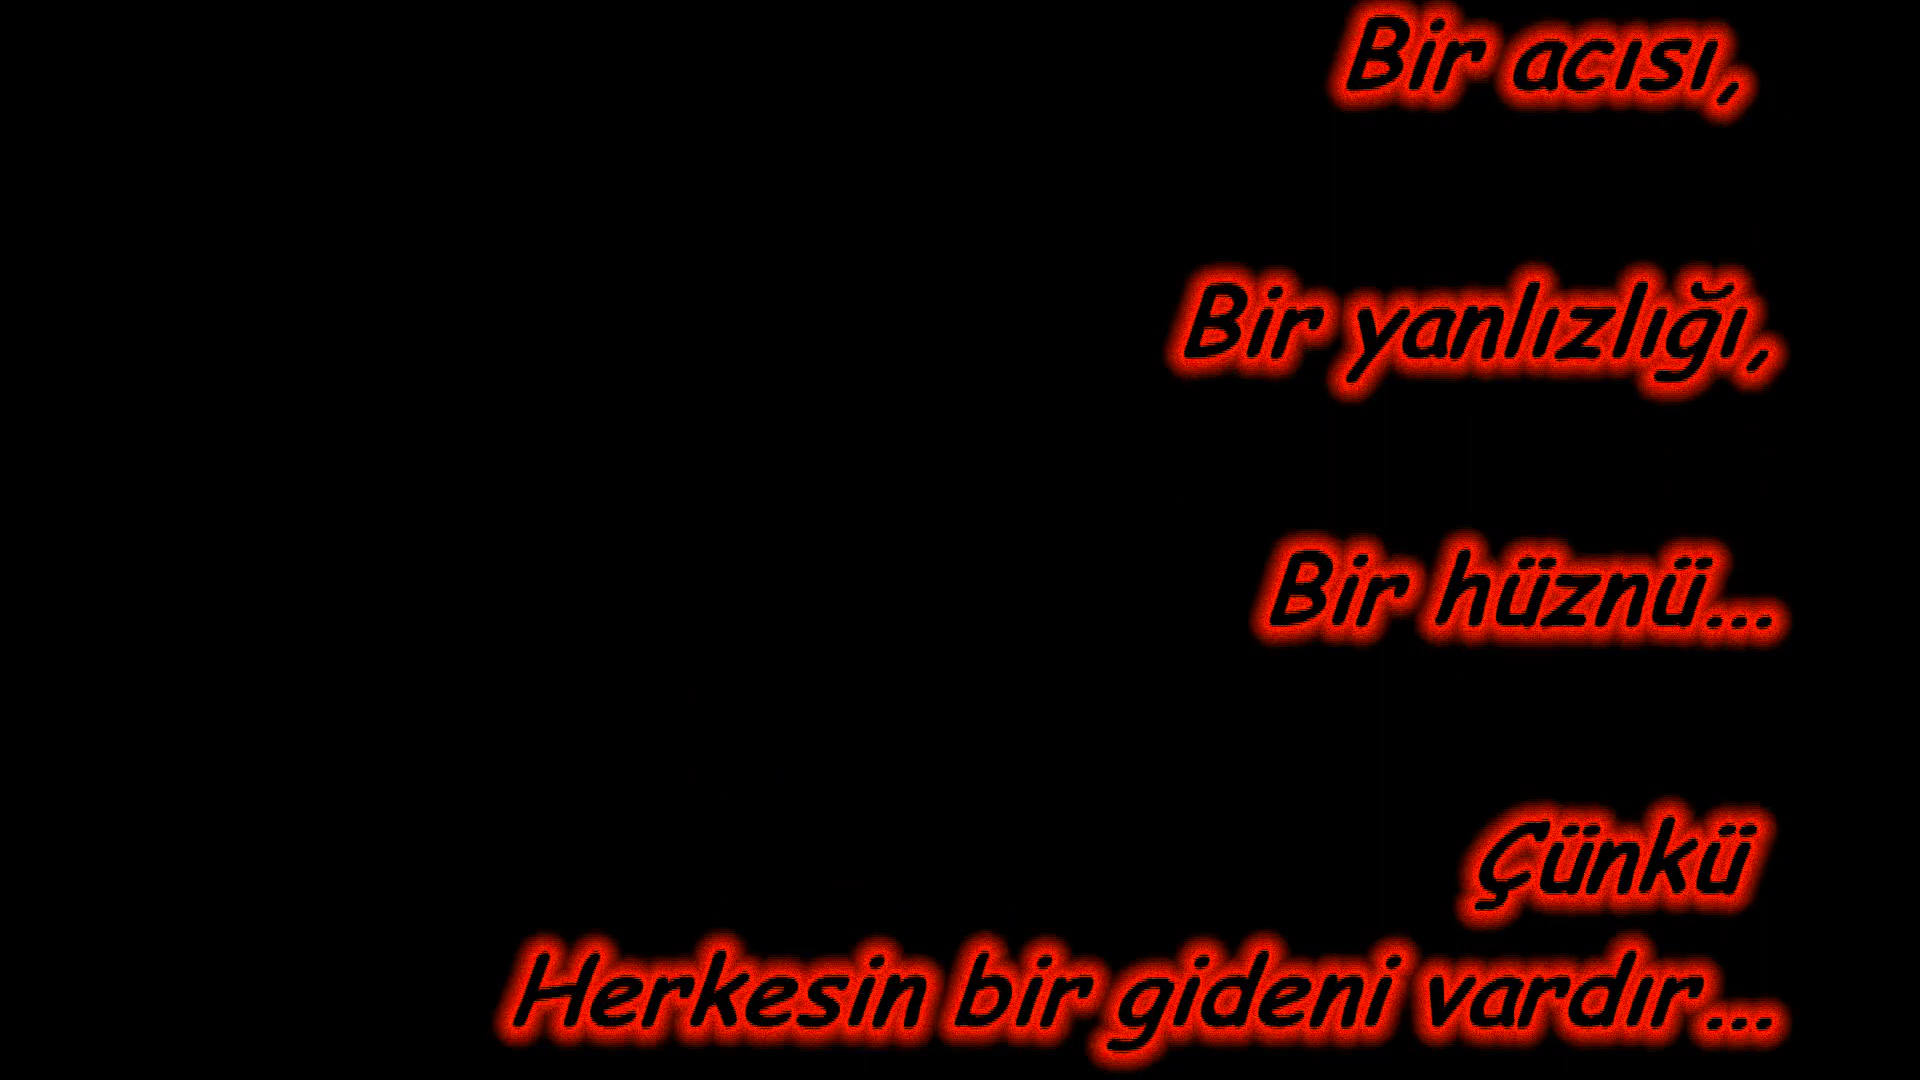 Bir acısı,
Bir yanlızlığı,
Bir hüznü...
Çünkü
Herkesin bir gideni vardır...